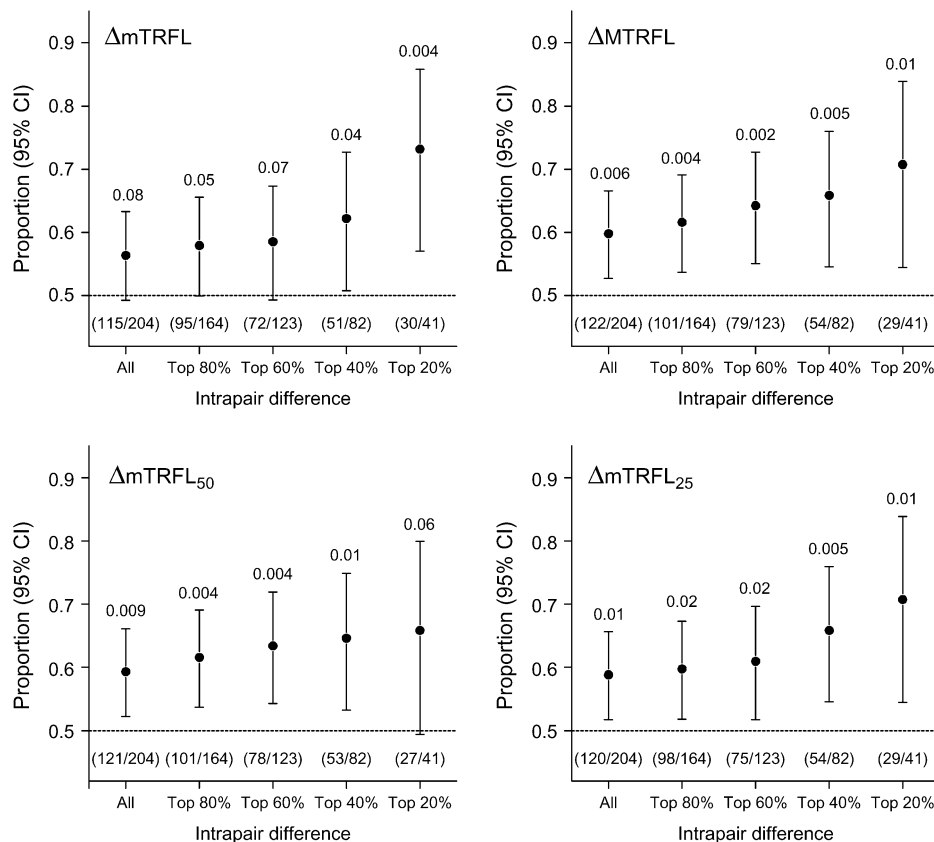 ΔmTRFL
Proportion (95% CI)
0.9
0.8
0.7
0.6
0.5
0.08
0.05
0.07
0.04
0.004
(115/204) (95/164) (72/123) (51/82) (30/41)
All Top 80% Top 60% Top 40% Top 20%
Intrapair difference
ΔMTRFL
Proportion (95% CI)
0.9
0.8
0.7
0.6
0.5
0.006
0.004
0.002
0.005
0.01
(122/204) (101/164) (79/123) (54/82) (29/41)
All Top 80% Top 60% Top 40% Top 20%
Intrapair difference
ΔmTRFL50
Proportion (95% CI)
0.9
0.8
0.7
0.6
0.5
0.009
0.004
0.004
0.01
0.06
(121/204) (101/164) (78/123) (53/82) (27/41)
All Top 80% Top 60% Top 40% Top 20%
Intrapair difference
ΔmTRFL25
Proportion (95% CI)
0.9
0.8
0.7
0.6
0.5
0.01
0.02
0.02
0.005
0.01
(120/204) (98/164) (75/123) (54/82) (29/41)
All Top 80% Top 60% Top 40% Top 20%
Intrapair difference